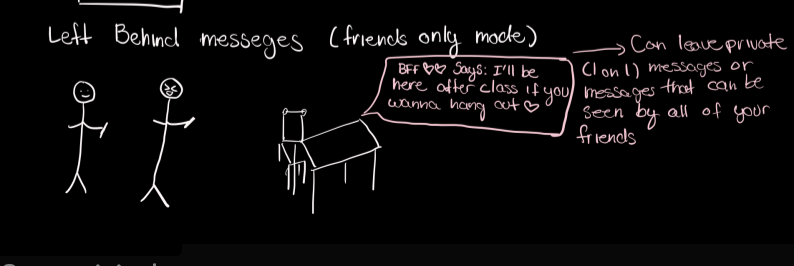 Left Behind messeges (friends only mode)
BFF ♡♡ Says: I'll be
here after class if you
wanna hang out ♡
→ Can leave private
(1 on 1) messages or
messages that can be
seen by all of your
friends